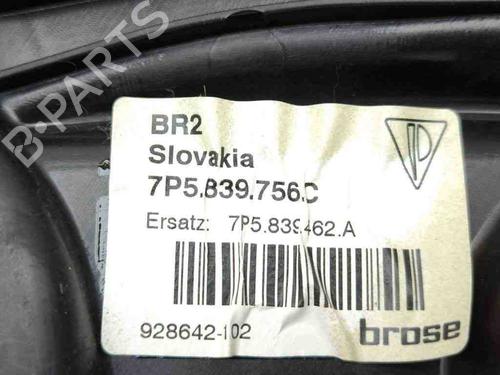 B-PARTS
BR2
Slovakia
7P5.839.756.C
Ersatz: 7P5.839.462.A
928642-102
brose